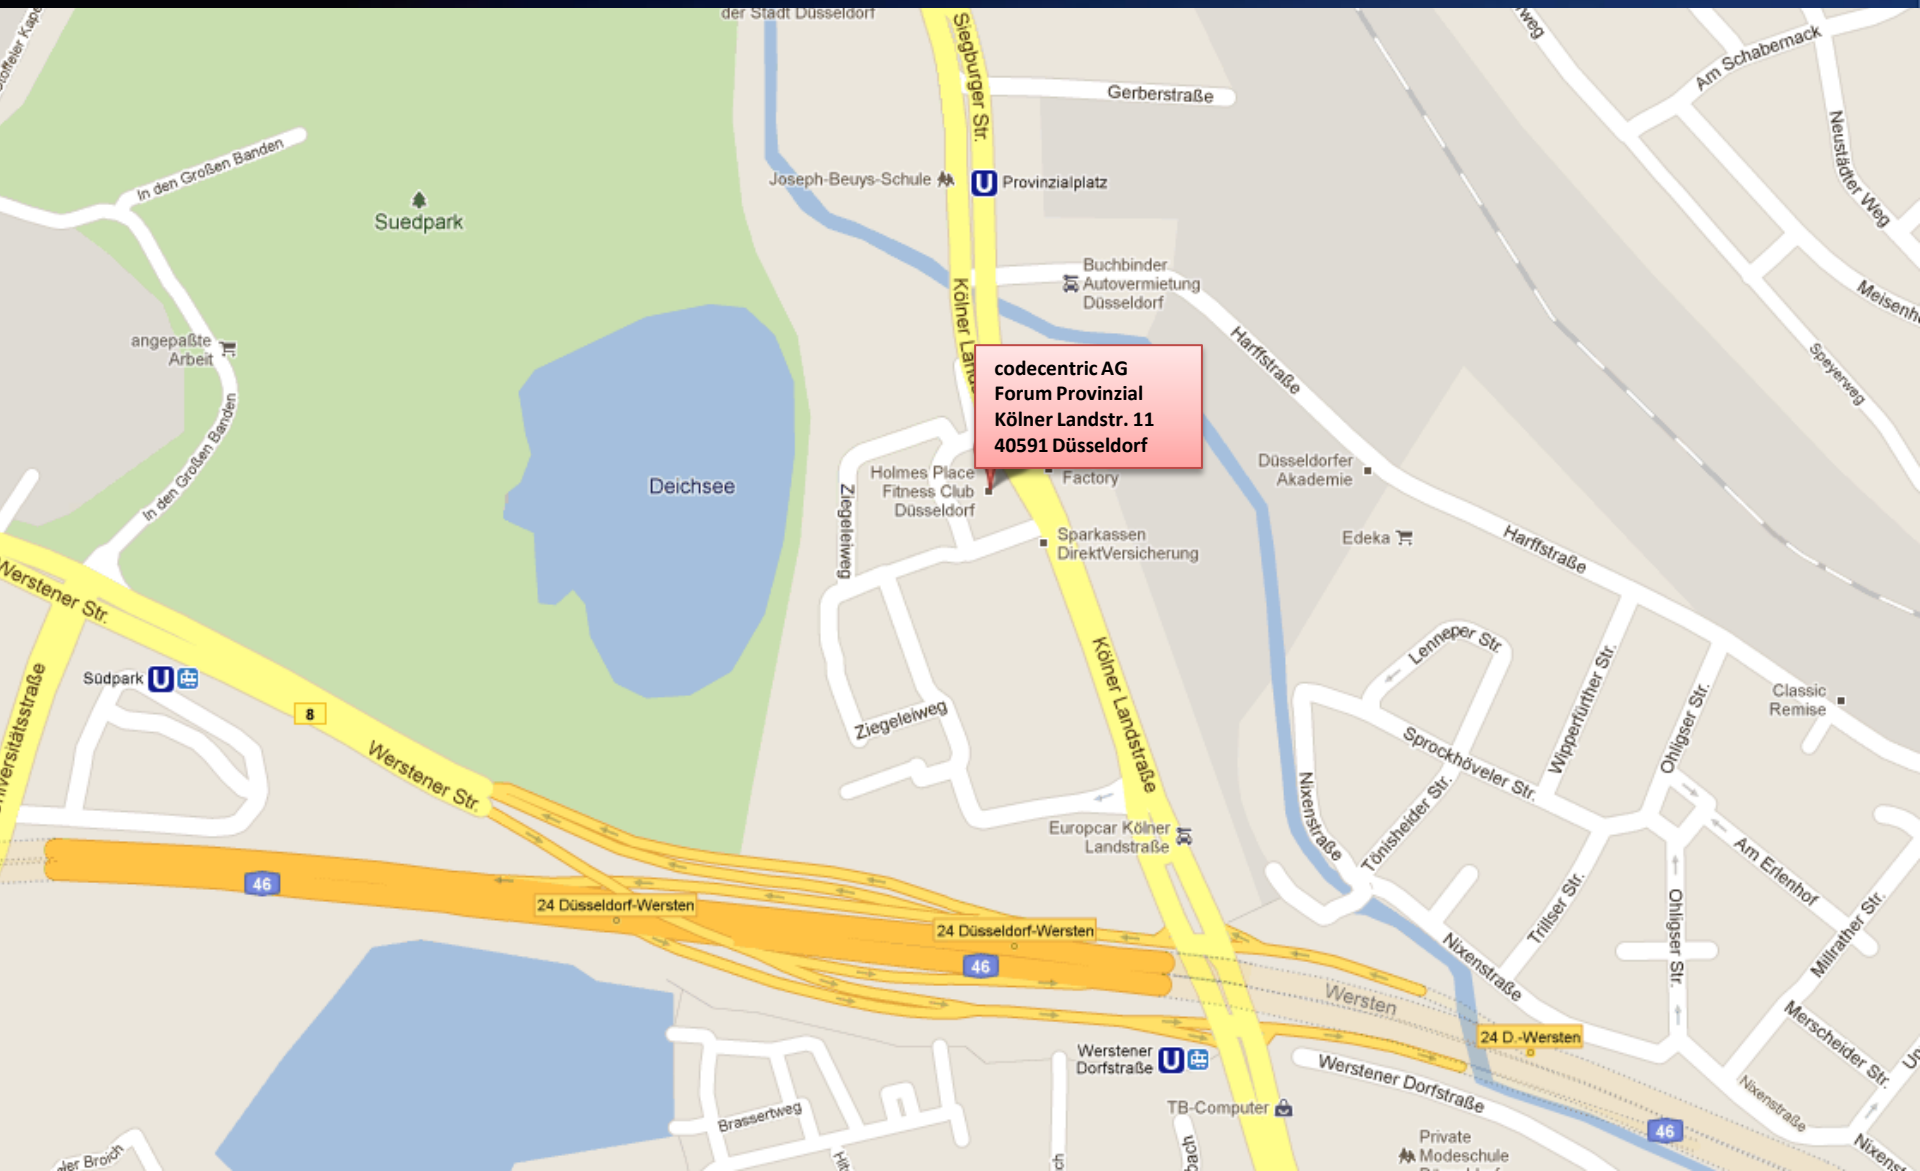 der Stadt Düsseldorf
Siegburger Str.
Gerberstraße
Am Schabernack
Neustädter Weg
In den Großen Banden
Joseph-Beuys-Schule
U
Provinzialplatz
Suedpark
Buchbinder
Autovermietung
Düsseldorf
Meisenh
angepaßte
Arbeit
Kölner Lands
Harffstraße
Speyerweg
codecentric AG
Forum Provinzial
Kölner Landstr. 11
40591 Düsseldorf
In den Großen Banden
Deichsee
Ziegeleiweg
Holmes Place
Fitness Club
Düsseldorf
Factory
Düsseldorfer
Akademie
Sparkassen
DirektVersicherung
Edeka
Harffstraße
Werstener Str.
Südpark
U
8
Kölner Landstraße
Lenneper Str.
Wipperfürther Str.
Ohligser Str.
Classic
Remise
Ziegeleiweg
Sprockhöveler Str.
Werstener Str.
Nixenstraße
Tönisheider Str.
Europcar Kölner
Landstraße
Am Erlenhof
46
24 Düsseldorf-Wersten
24 Düsseldorf-Wersten
46
Trillser Str.
Ohligser Str.
Millrather Str.
Nixenstraße
Wersten
24 D.-Wersten
Merscheider Str.
Werstener
Dorfstraße
U
Werstener Dorfstraße
Nixenstraße
TB-Computer
Brassertweg
46
Private
Modeschule